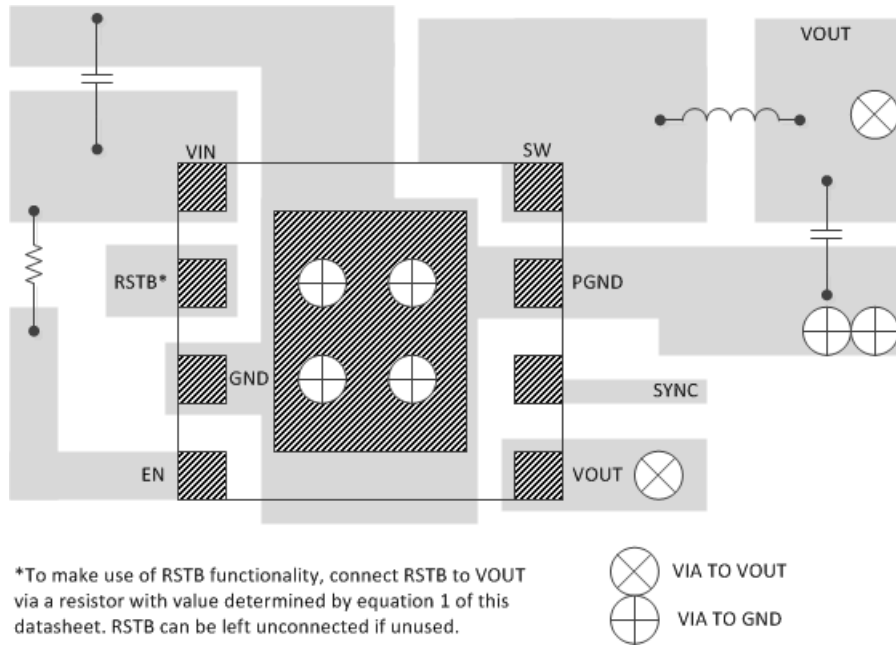 VOUT
VIN
SW
RSTB*
PGND
GND
SYNC
EN
VOUT
*To make use of RSTB functionality, connect RSTB to VOUT
via a resistor with value determined by equation 1 of this
datasheet. RSTB can be left unconnected if unused.
VIA TO VOUT
VIA TO GND